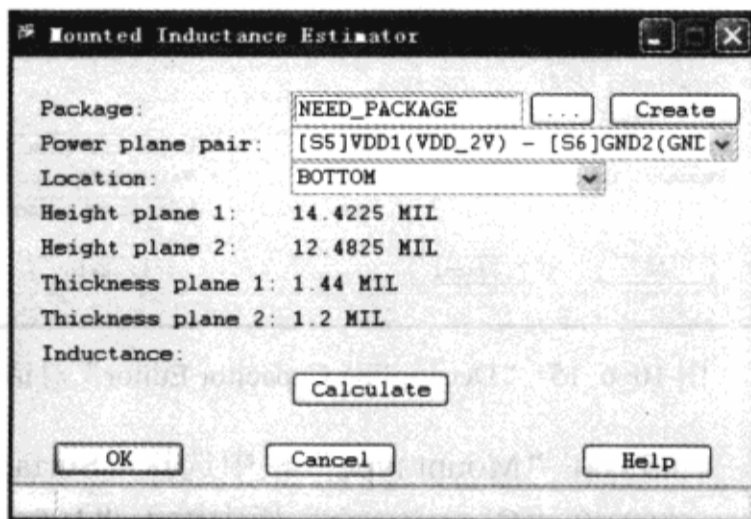 Mounted Inductance Estimator
Package: NEED_PACKAGE ... Create
Power plane pair: [S5]VDD1(VDD_2V) - [S6]GND2(GND
Location: BOTTOM
Height plane 1: 14.4225 MIL
Height plane 2: 12.4825 MIL
Thickness plane 1: 1.44 MIL
Thickness plane 2: 1.2 MIL
Inductance:
Calculate
OK Cancel Help